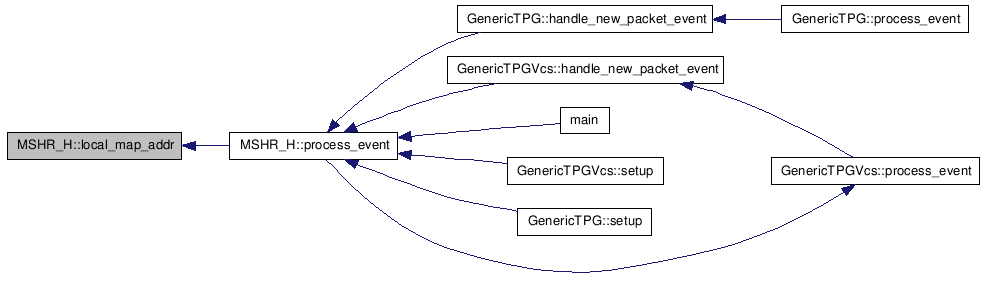 GenericTPG::handle_new_packet_event
GenericTPG::process_event
GenericTPGVcs::handle_new_packet_event
main
MSHR_H::local_map_addr
MSHR_H::process_event
GenericTPGVcs::setup
GenericTPGVcs::process_event
GenericTPG::setup